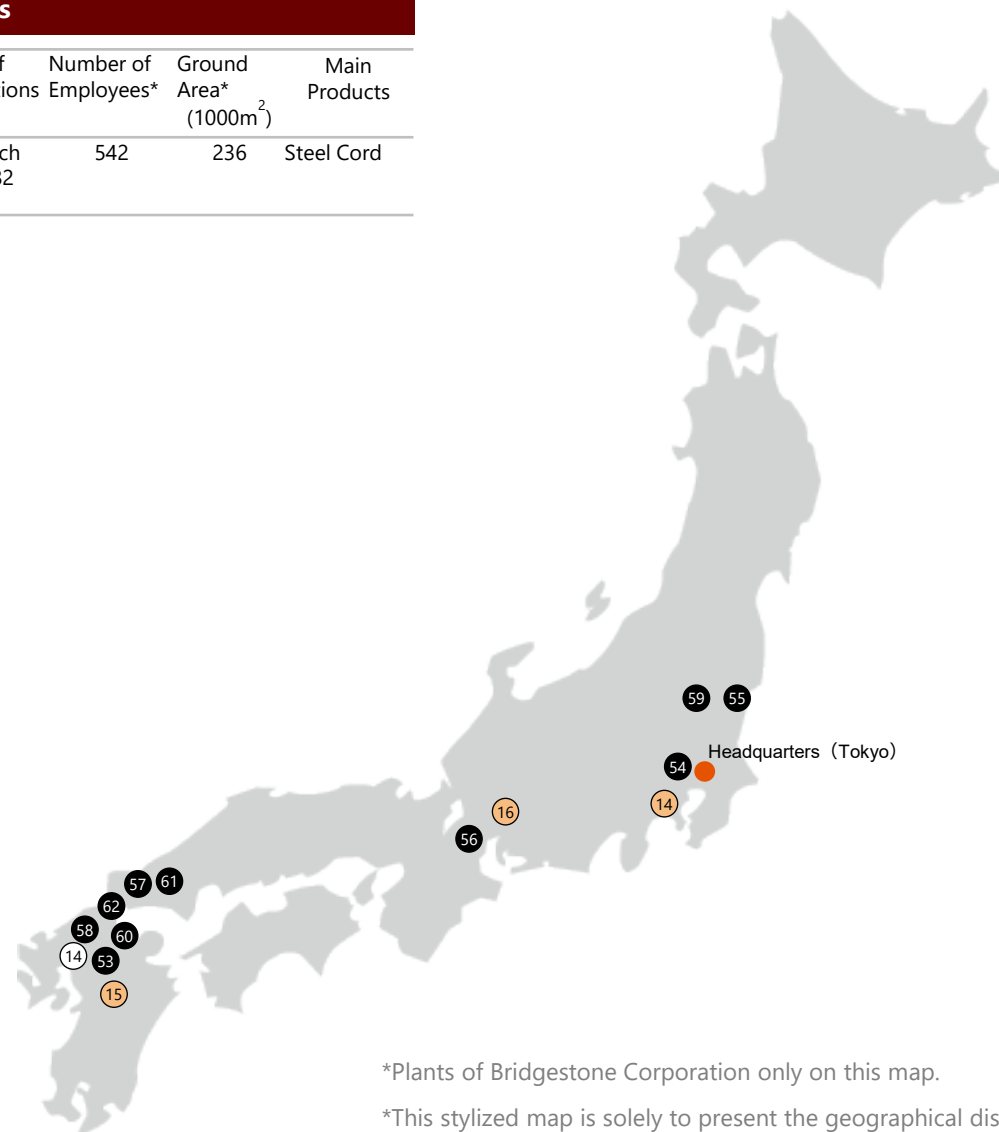 s
f Number of Ground Main
ions Employees* Area* Products
(1000m2)
ch 542 236 Steel Cord
32
59 55
Headquarters（Tokyo）
54
14
16
56
57 61
62
58 60
14 53
15
*Plants of Bridgestone Corporation only on this map.
*This stylized map is solely to present the geographical dis